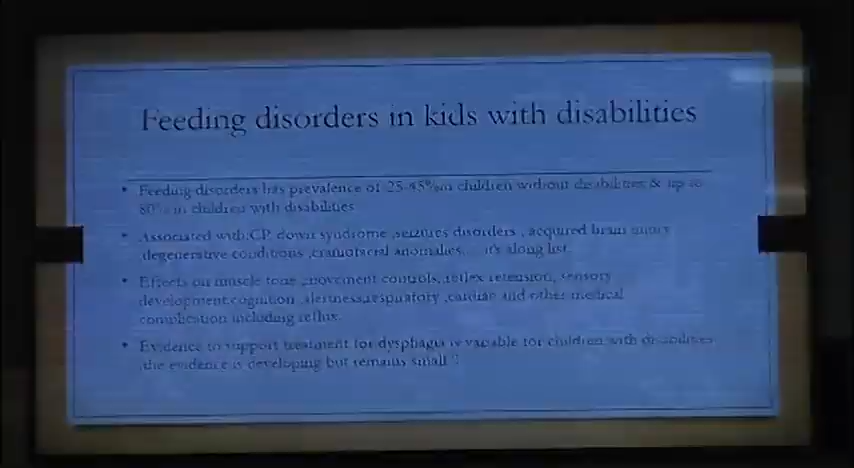 Feeding disorders in kids with disabilities
• Feeding disorders has prevalence of 25-45% in children without disabilities & up to
80% in children with disabilities
• Associated with:CP, down syndrome ,seizures disorders , acquired brain injury
degenerative conditions ,craniofacial anomalies... it's along list.
• Effects on muscle tone ,movement controls, reflex retension, sensory
development,cognition ,alertness,respiratory ,cardiac and other medical
complication including reflux.
• Evidence to support treatment for dysphagia is variable for children with disabilities
,the evidence is developing but remains small